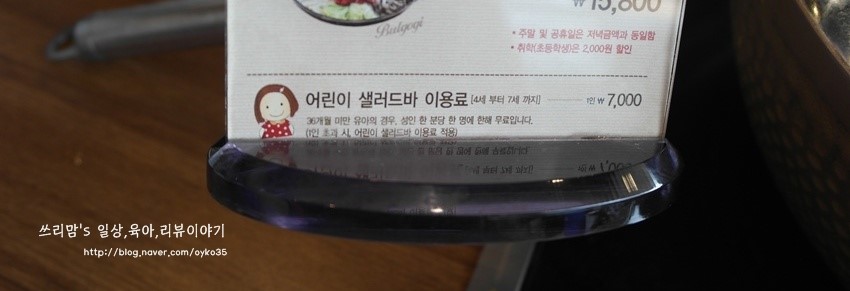 ₩15,800
Bulgogi
* 주말 및 공휴일은 저녁금액과 동일함
* 취학(초등학생)은 2,000원 할인
어린이 샐러드바 이용료 [4세 부터 7세 까지] 1인 ₩ 7,000
36개월 미만 유아의 경우, 성인 한 분당 한 명에 한해 무료입니다.
(1인 초과 시, 어린이 샐러드바 이용료 적용)
쓰리맘's 일상,육아,리뷰이야기
http://blog.naver.com/oyko35